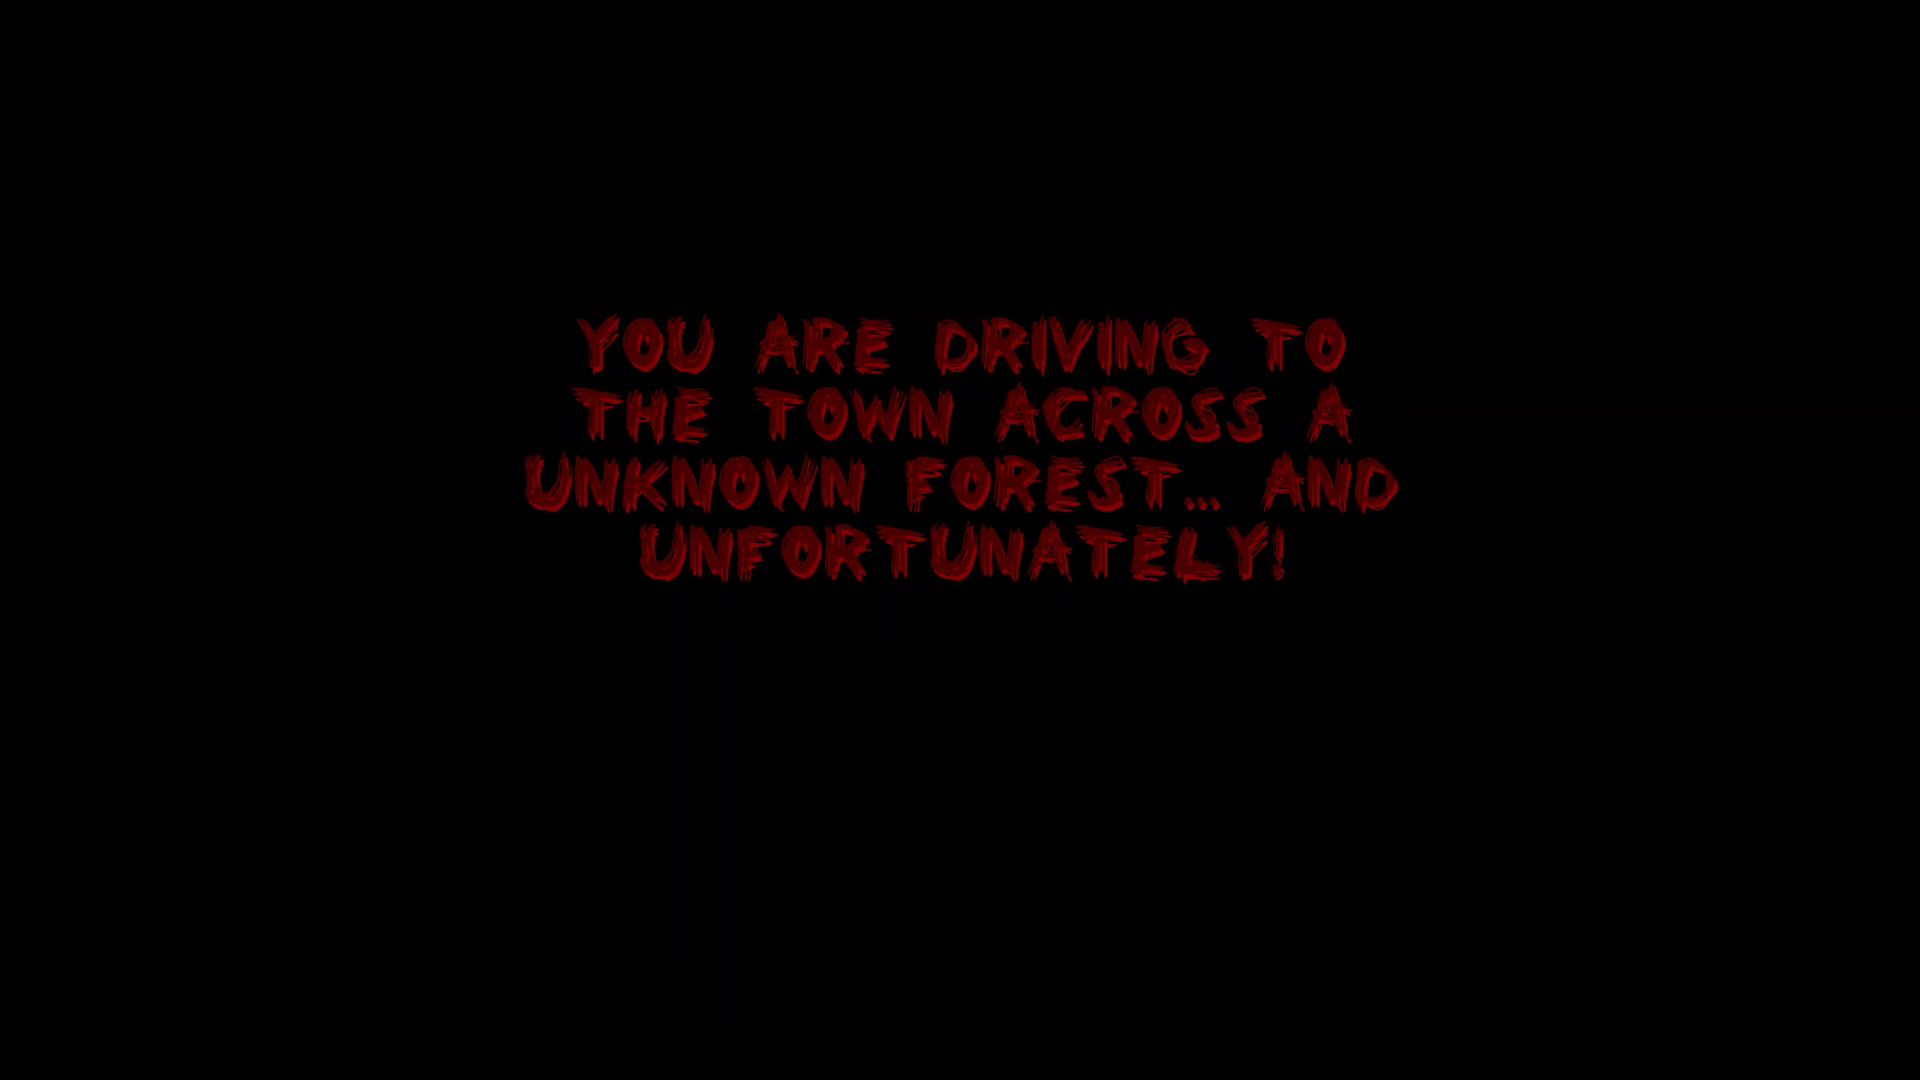 YOU ARE DRIVING TO
THE TOWN ACROSS A
UNKNOWN FOREST... AND
UNFORTUNATELY!